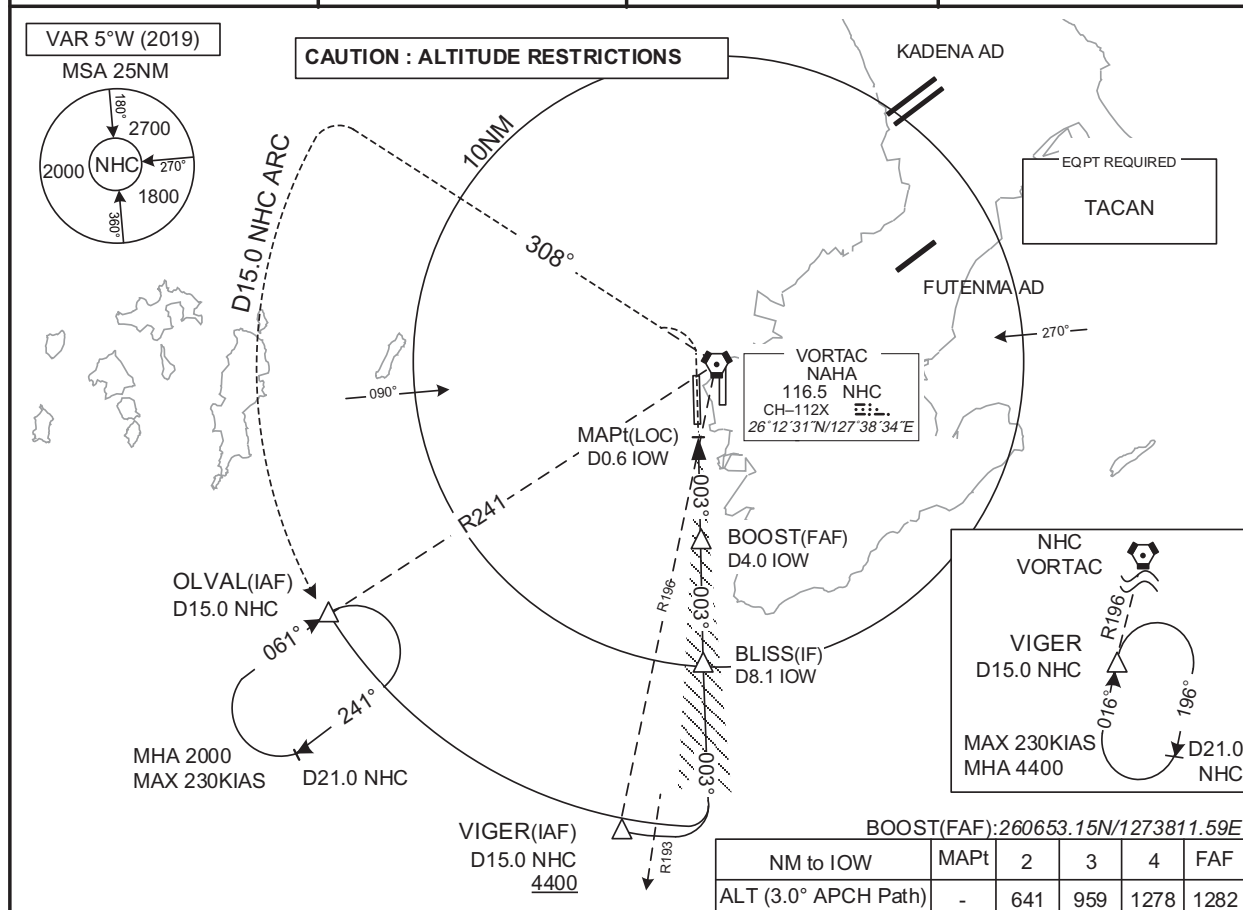 VAR 5°W (2019)
MSA 25NM
180°
2700
NHC
2000
270°
1800
360°
CAUTION : ALTITUDE RESTRICTIONS
KADENA AD
10NM
D15.0 NHC ARC
308°
EQPT REQUIRED
TACAN
FUTENMA AD
270°
090°
VORTAC
NAHA
116.5 NHC
CH–112X
26°12'31"N/127°38'34"E
MAPt(LOC)
D0.6 IOW
003°
R241
BOOST(FAF)
D4.0 IOW
R196
003°
OLVAL(IAF)
D15.0 NHC
061°
241°
BLISS(IF)
D8.1 IOW
MHA 2000
MAX 230KIAS
D21.0 NHC
003°
VIGER(IAF)
D15.0 NHC
4400
R193
NHC
VORTAC
R196
VIGER
D15.0 NHC
016°
196°
MAX 230KIAS
MHA 4400
D21.0
NHC
BOOST(FAF):260653.15N/1273811.59E
NM to IOW MAPt 2 3 4 FAF
ALT (3.0° APCH Path) - 641 959 1278 1282